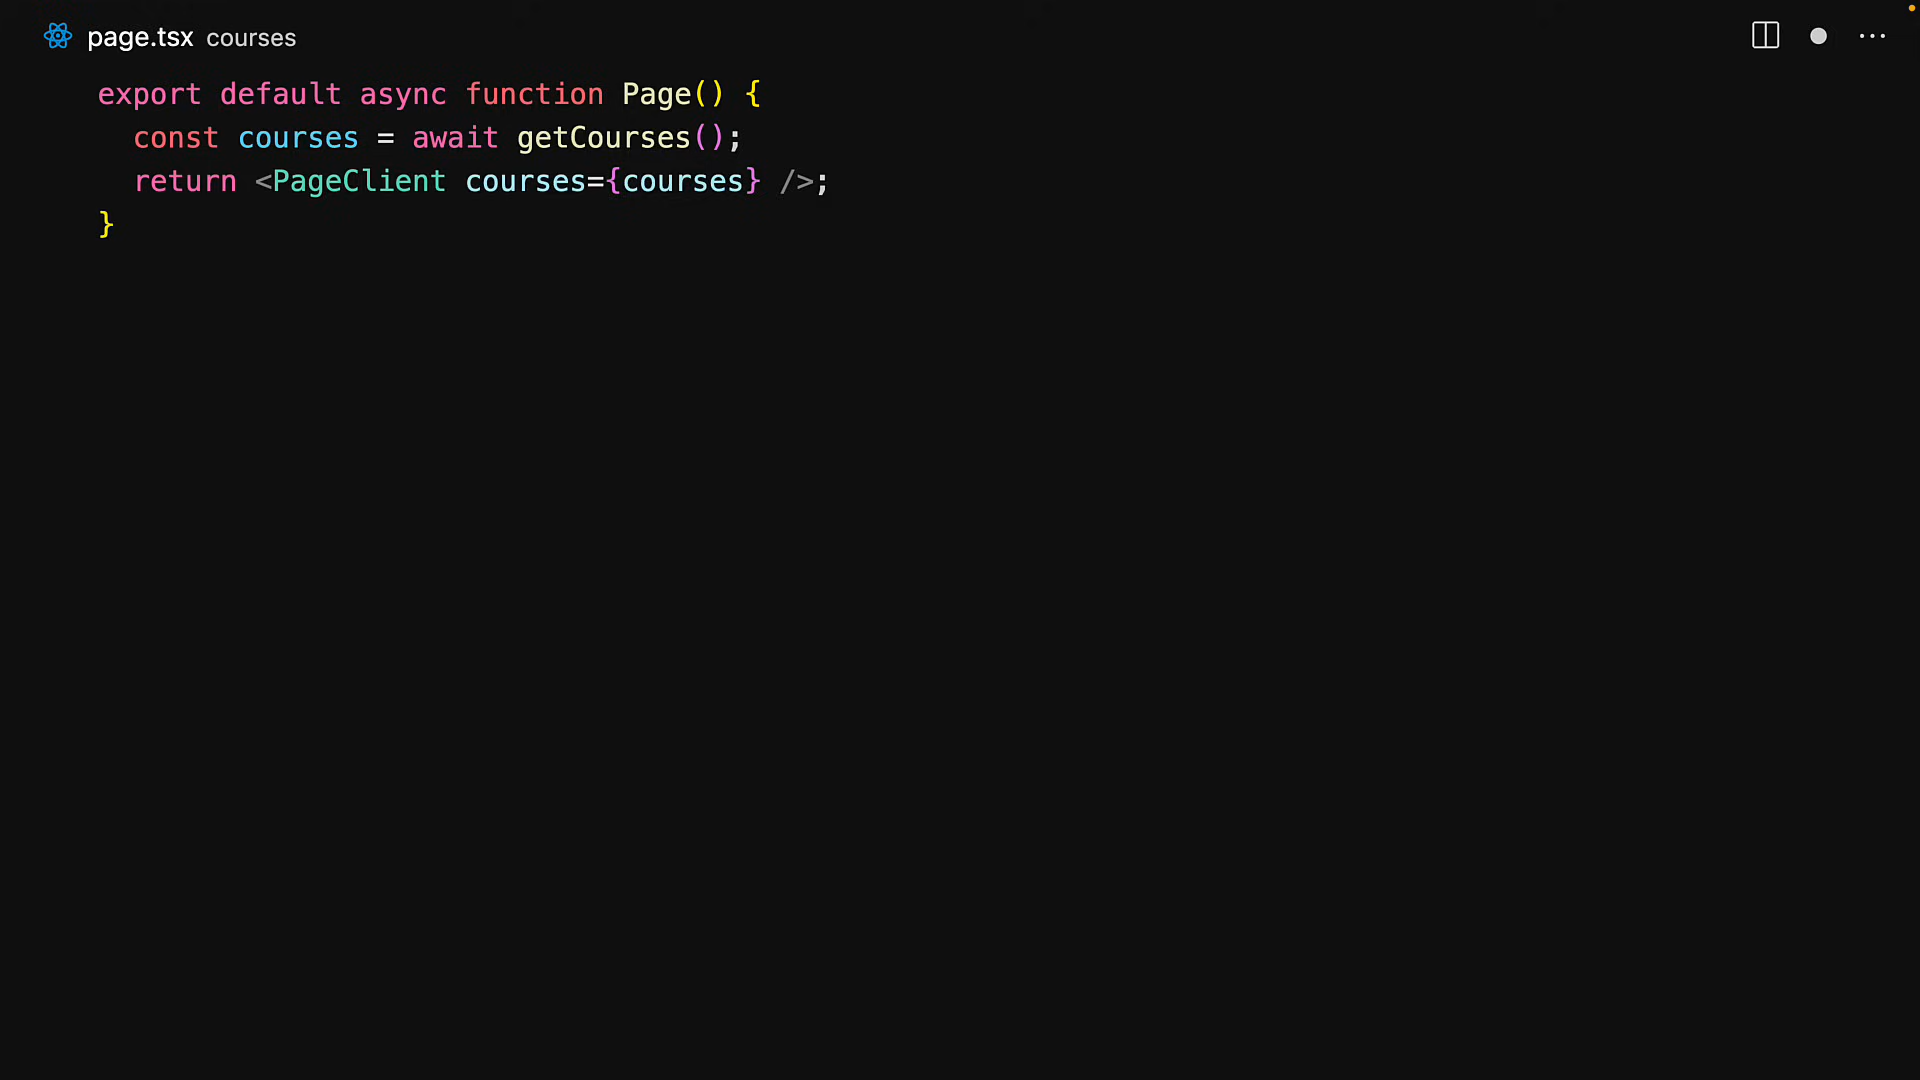 page.tsx courses
export default async function Page() {
  const courses = await getCourses();
  return <PageClient courses={courses} />;
}